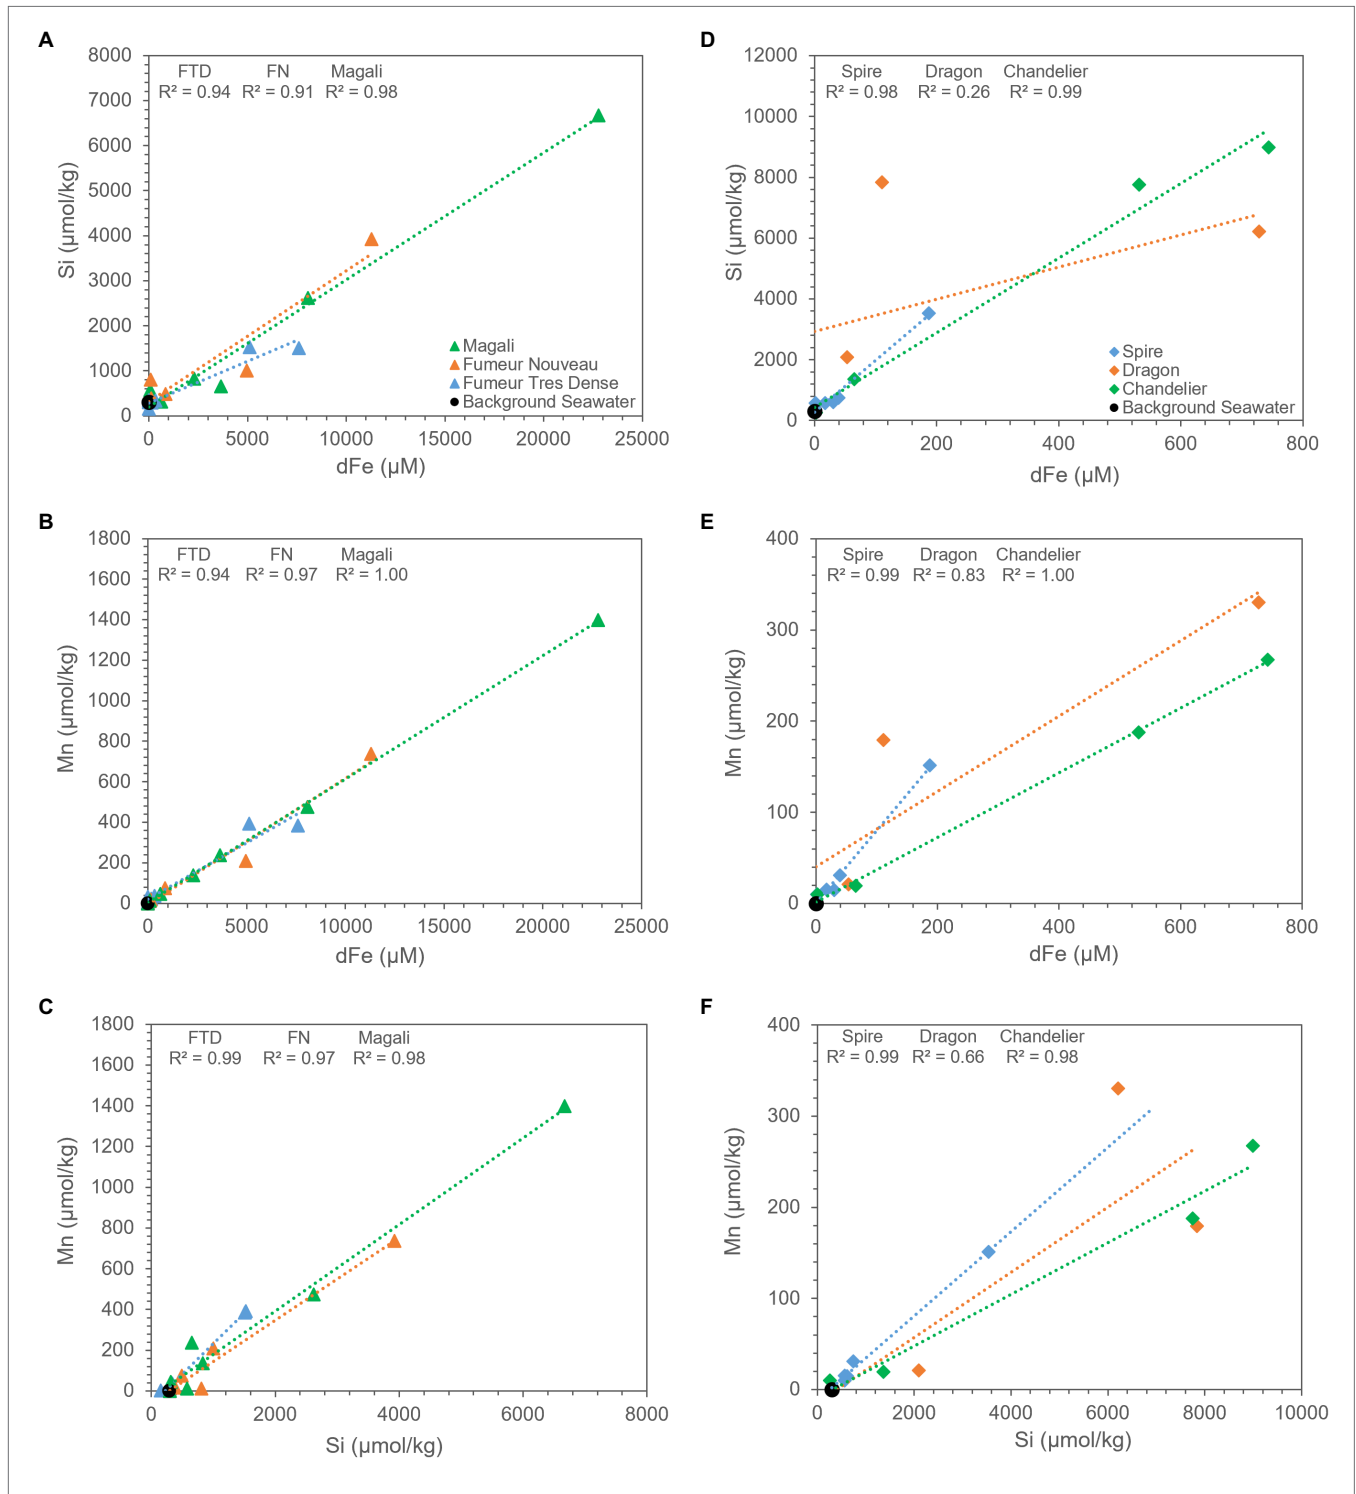 A
8000
7000
6000
5000
4000
3000
2000
1000
0
Si (µmol/kg)
FTD FN Magali
R² = 0.94 R² = 0.91 R² = 0.98
Magali
Fumeur Nouveau
Fumeur Tres Dense
Background Seawater
0 5000 10000 15000 20000 25000
dFe (µM)
D
12000
10000
8000
6000
4000
2000
0
Si (µmol/kg)
Spire Dragon Chandelier
R² = 0.98 R² = 0.26 R² = 0.99
Spire
Dragon
Chandelier
Background Seawater
0 200 400 600 800
dFe (µM)
B
1800
1600
1400
1200
1000
800
600
400
200
0
Mn (µmol/kg)
FTD FN Magali
R² = 0.94 R² = 0.97 R² = 1.00
0 5000 10000 15000 20000 25000
dFe (µM)
E
400
300
200
100
0
Mn (µmol/kg)
Spire Dragon Chandelier
R² = 0.99 R² = 0.83 R² = 1.00
0 200 400 600 800
dFe (µM)
C
1800
1600
1400
1200
1000
800
600
400
200
0
Mn (µmol/kg)
FTD FN Magali
R² = 0.99 R² = 0.97 R² = 0.98
0 2000 4000 6000 8000
Si (µmol/kg)
F
400
300
200
100
0
Mn (µmol/kg)
Spire Dragon Chandelier
R² = 0.99 R² = 0.66 R² = 0.98
0 2000 4000 6000 8000 10000
Si (µmol/kg)